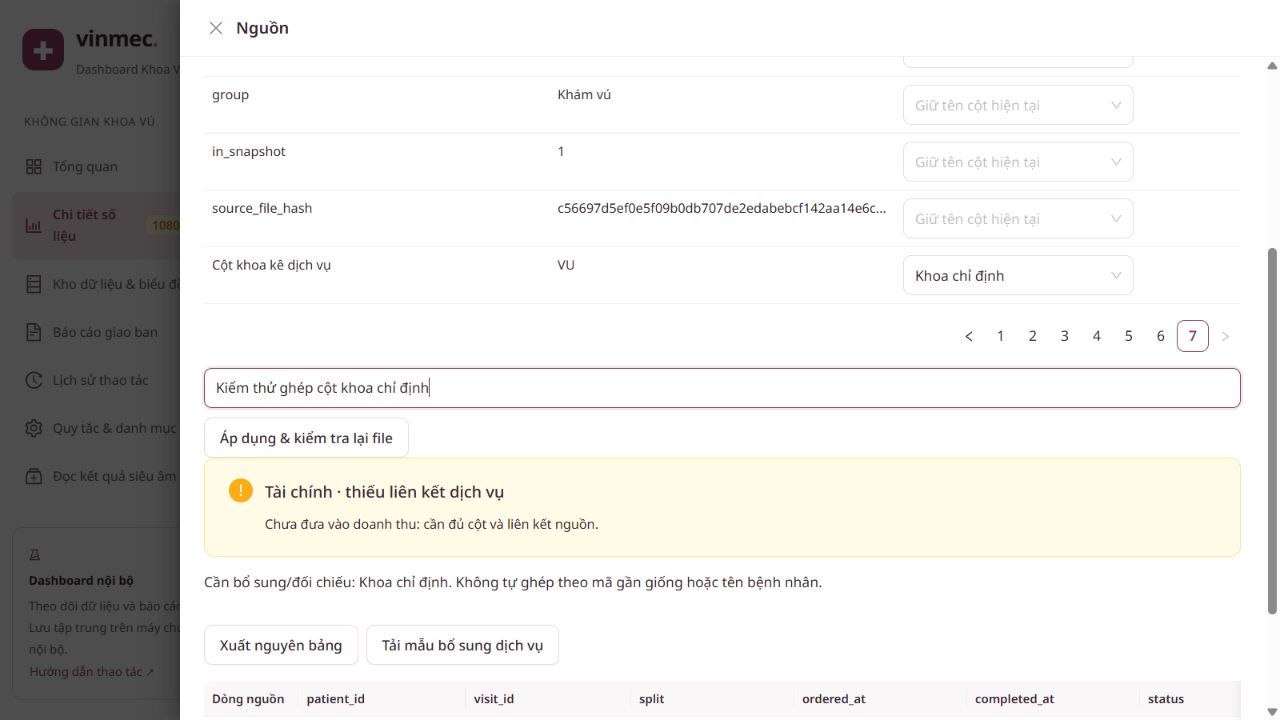 vinmec.
Dashboard Khoa V
KHÔNG GIAN KHOA VÚ
Tổng quan
Chi tiết số
liệu
1080
Kho dữ liệu & biểu đồ
Báo cáo giao ban
Lịch sử thao tác
Quy tắc & danh mục
Đọc kết quả siêu âm
Dashboard nội bộ
Theo dõi dữ liệu và báo cáo
Lưu tập trung trên máy chủ
nội bộ.
Hướng dẫn thao tác ↗
Nguồn
group Khám vú Giữ tên cột hiện tại
in_snapshot 1 Giữ tên cột hiện tại
source_file_hash c56697d5ef0e5f09b0db707de2edabebcf142aa14e6c... Giữ tên cột hiện tại
Cột khoa kê dịch vụ VU Khoa chỉ định
1 2 3 4 5 6 7
Kiểm thử ghép cột khoa chỉ định
Áp dụng & kiểm tra lại file
Tài chính · thiếu liên kết dịch vụ
Chưa đưa vào doanh thu: cần đủ cột và liên kết nguồn.
Cần bổ sung/đối chiếu: Khoa chỉ định. Không tự ghép theo mã gần giống hoặc tên bệnh nhân.
Xuất nguyên bảng Tải mẫu bổ sung dịch vụ
Dòng nguồn patient_id visit_id split ordered_at completed_at status